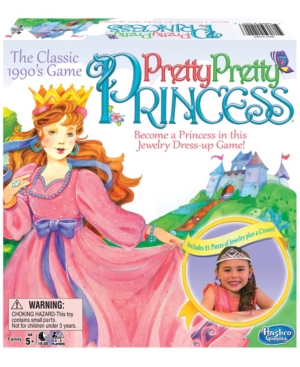 The Classic
1990's Game
Pretty Pretty
PRINCESS
Become a Princess in this
Jewelry Dress-up Game!
Includes 21 Pieces of Jewelry plus a Crown!
WARNING:
CHOKING HAZARD-This toy
contains small parts.
Not for children under 3 years.
Family
5+
Hasbro
Gaming